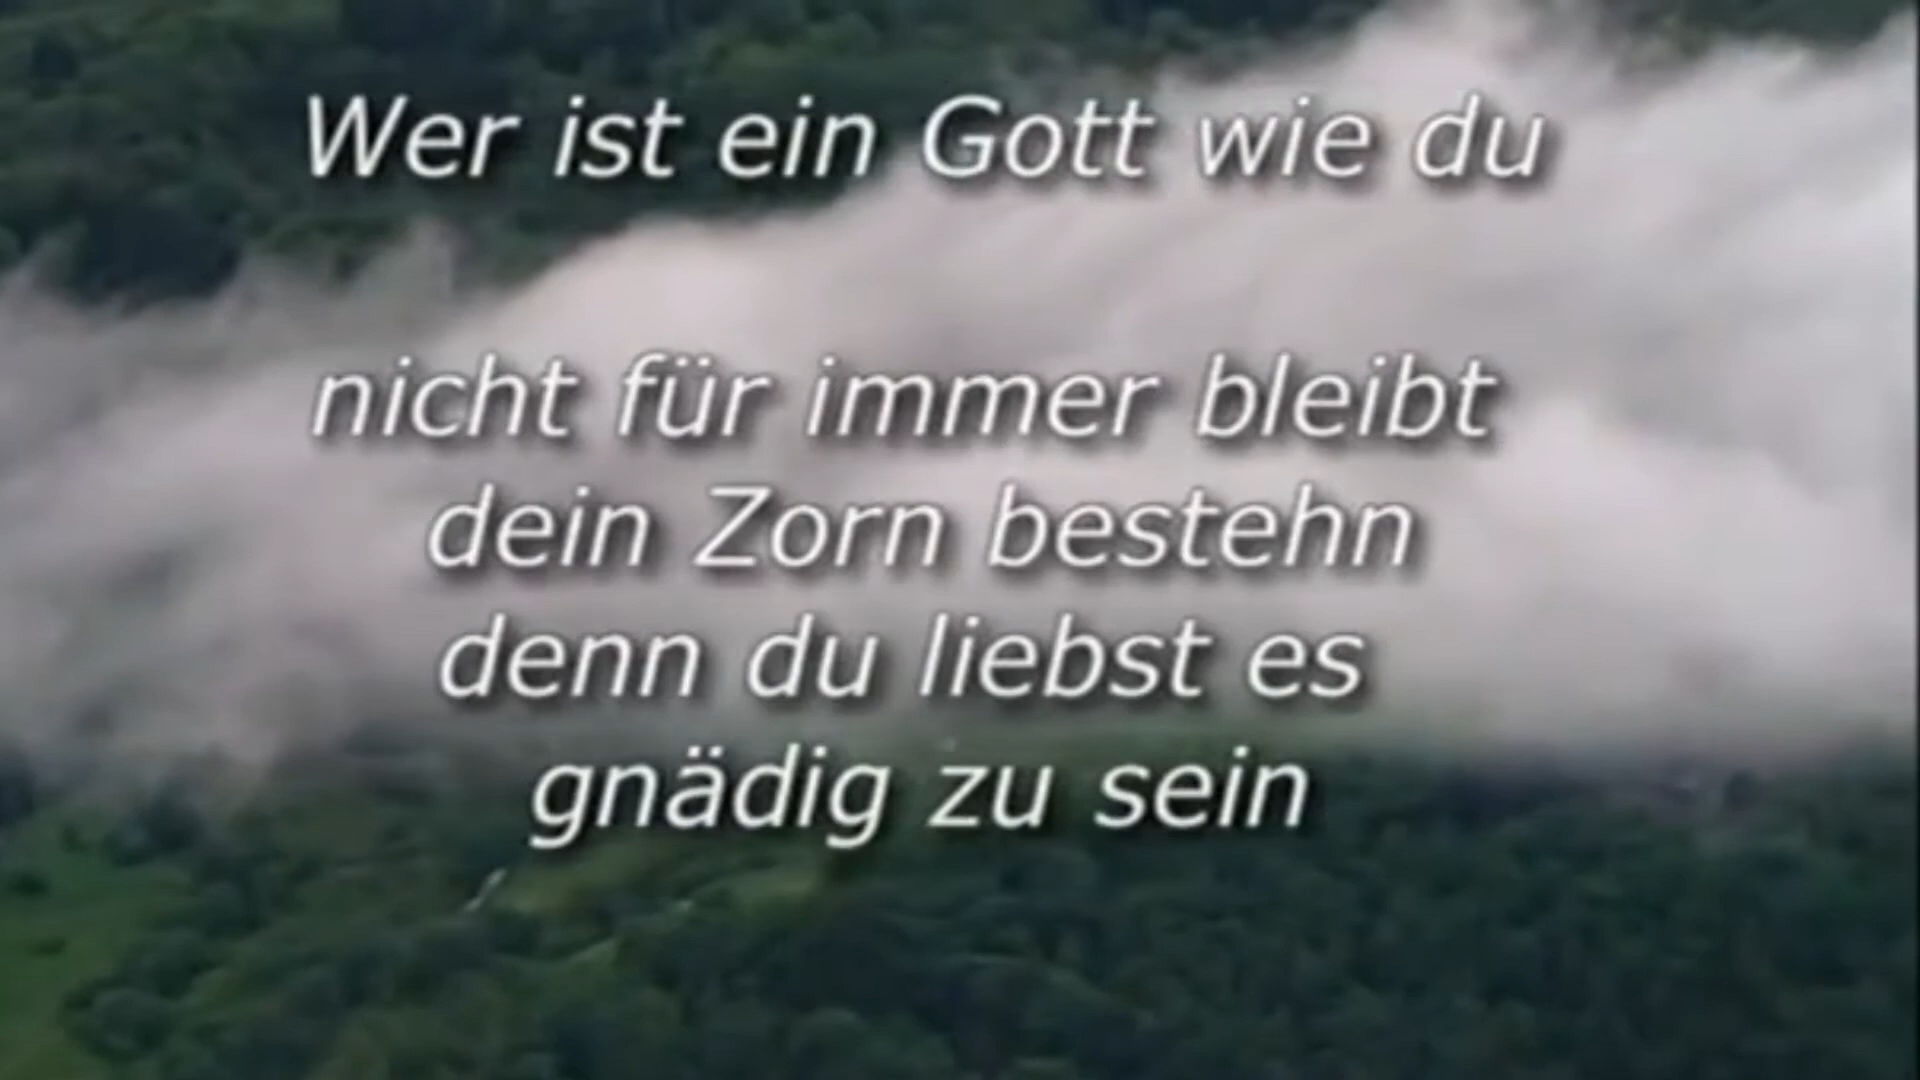 Wer ist ein Gott wie du
nicht für immer bleibt
dein Zorn bestehn
denn du liebst es
gnädig zu sein